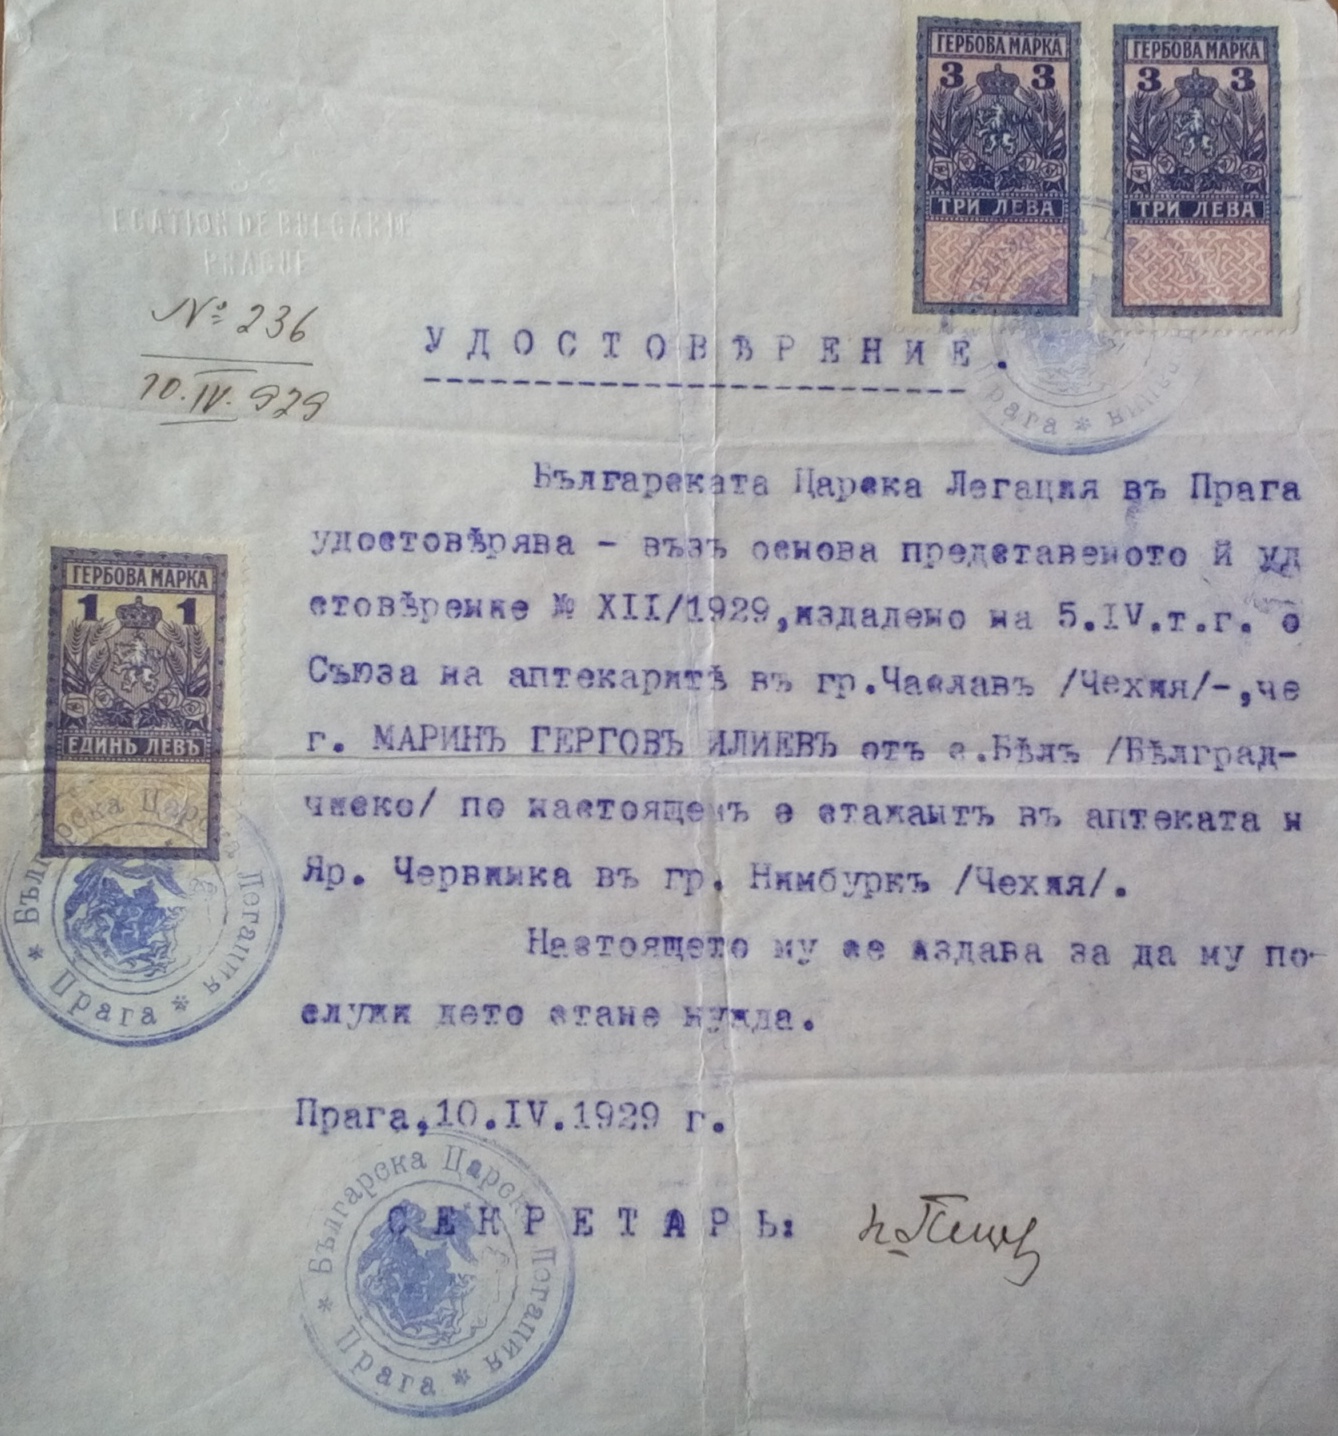 ГЕРБОВА МАРКА
3 3
ТРИ ЛЕВА
ГЕРБОВА МАРКА
3 3
ТРИ ЛЕВА
EGATION DE BULGARIE
PRAGUE
№ 236
10.IV.929
УДОСТОВѢРЕНИЕ.
Прага * Легация
Българската Царска Легация въ Прага
удостовѣрява - възъ основа представеното й уд
стовѣрение № XII/1929,издадено на 5.IV.т.г. о
Съюза на аптекаритѣ въ гр.Чаславъ /Чехия/-,че
г. МАРИНЪ ГЕРГОВЪ ИЛИЕВЪ отъ с.Бѣлъ /Бѣлград-
чиско/ по настоящемъ е стажантъ въ аптеката н
Яр. Червинка въ гр. Нимбуркъ /Чехия/.
Настоящето му се издава за да му по-
служи дето стане нужда.
ГЕРБОВА МАРКА
1 1
ЕДИНЪ ЛЕВЪ
* Българска Царска Легация * Прага
Прага,10.IV.1929 г.
СЕКРЕТАРЬ:
* Българска Царска Легация * Прага